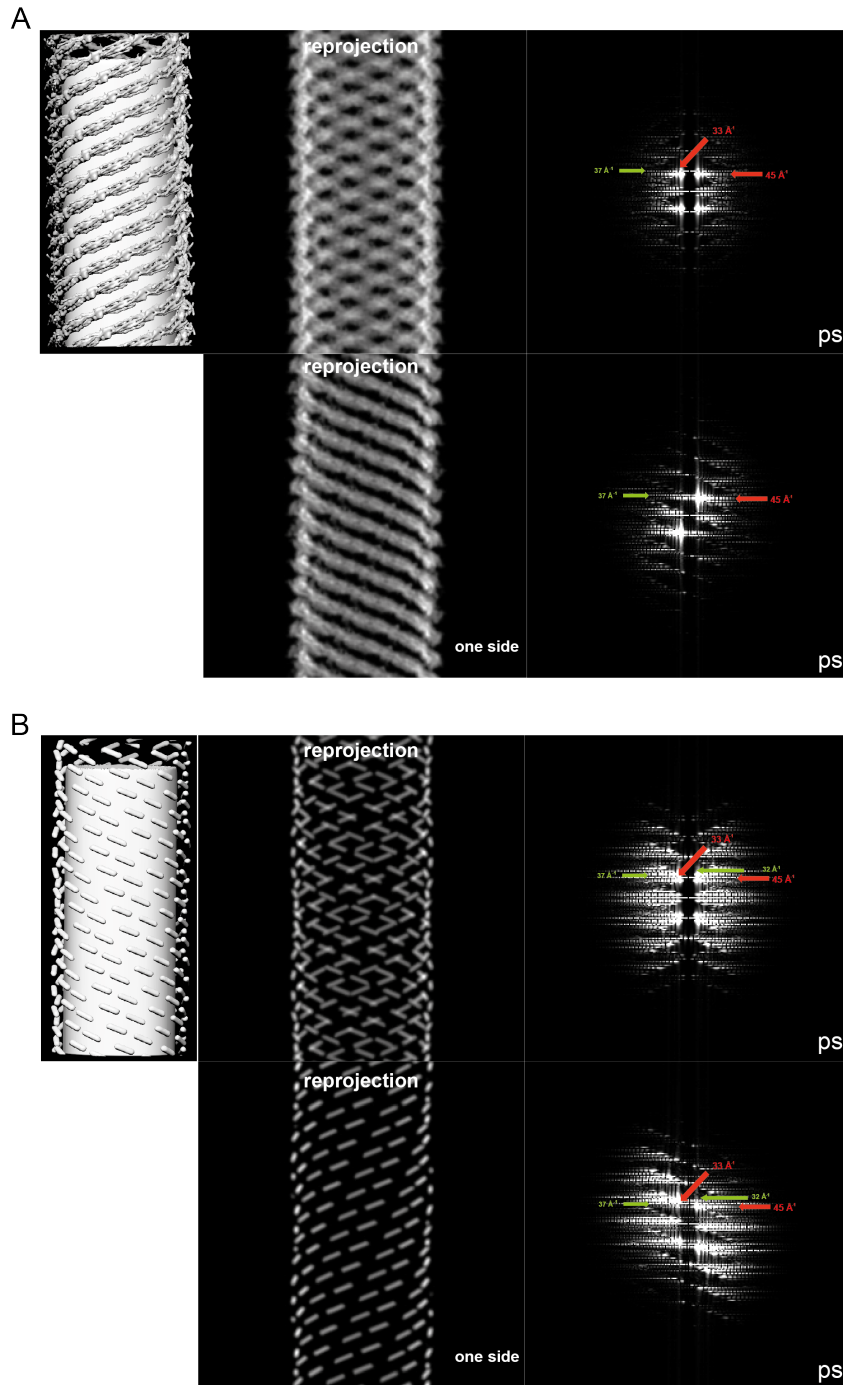 A
reprojection
33 Å⁻¹
37 Å⁻¹
45 Å⁻¹
ps
reprojection
37 Å⁻¹
45 Å⁻¹
one side
ps
B
reprojection
33 Å⁻¹
32 Å⁻¹
37 Å⁻¹
45 Å⁻¹
ps
reprojection
33 Å⁻¹
32 Å⁻¹
37 Å⁻¹
45 Å⁻¹
one side
ps